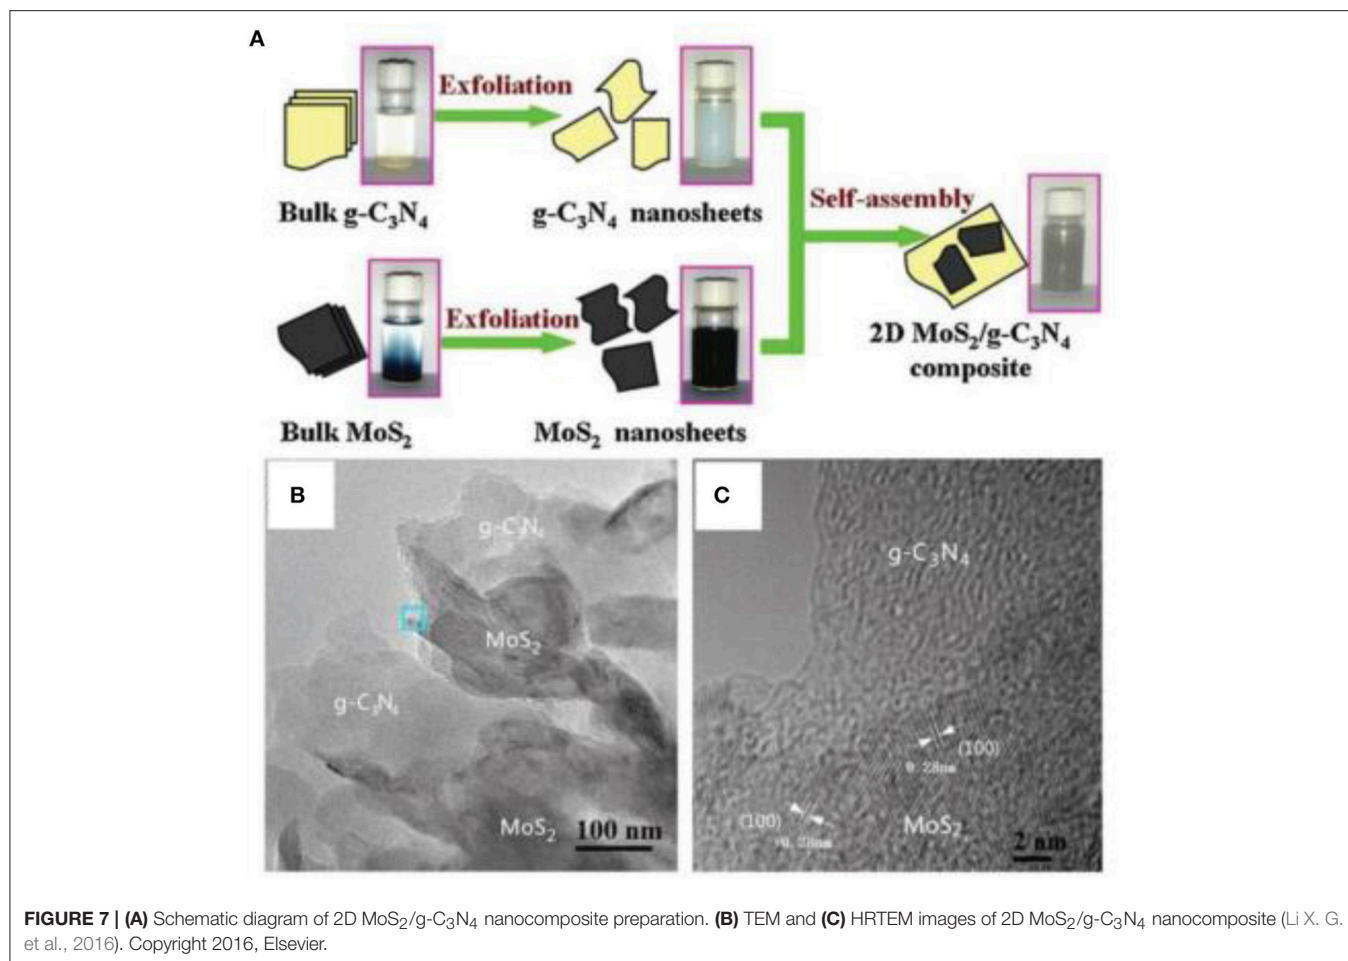 A
Exfoliation
Bulk g-C₃N₄
g-C₃N₄ nanosheets
Self-assembly
Exfoliation
Bulk MoS₂
MoS₂ nanosheets
2D MoS₂/g-C₃N₄
composite
B
g-C₃N₄
MoS₂
g-C₃N₄
MoS₂
100 nm
C
g-C₃N₄
(100)
0.28nm
(100)
0.28nm
MoS₂
2 nm
FIGURE 7 | (A) Schematic diagram of 2D MoS₂/g-C₃N₄ nanocomposite preparation. (B) TEM and (C) HRTEM images of 2D MoS₂/g-C₃N₄ nanocomposite (Li X. G.
et al., 2016). Copyright 2016, Elsevier.